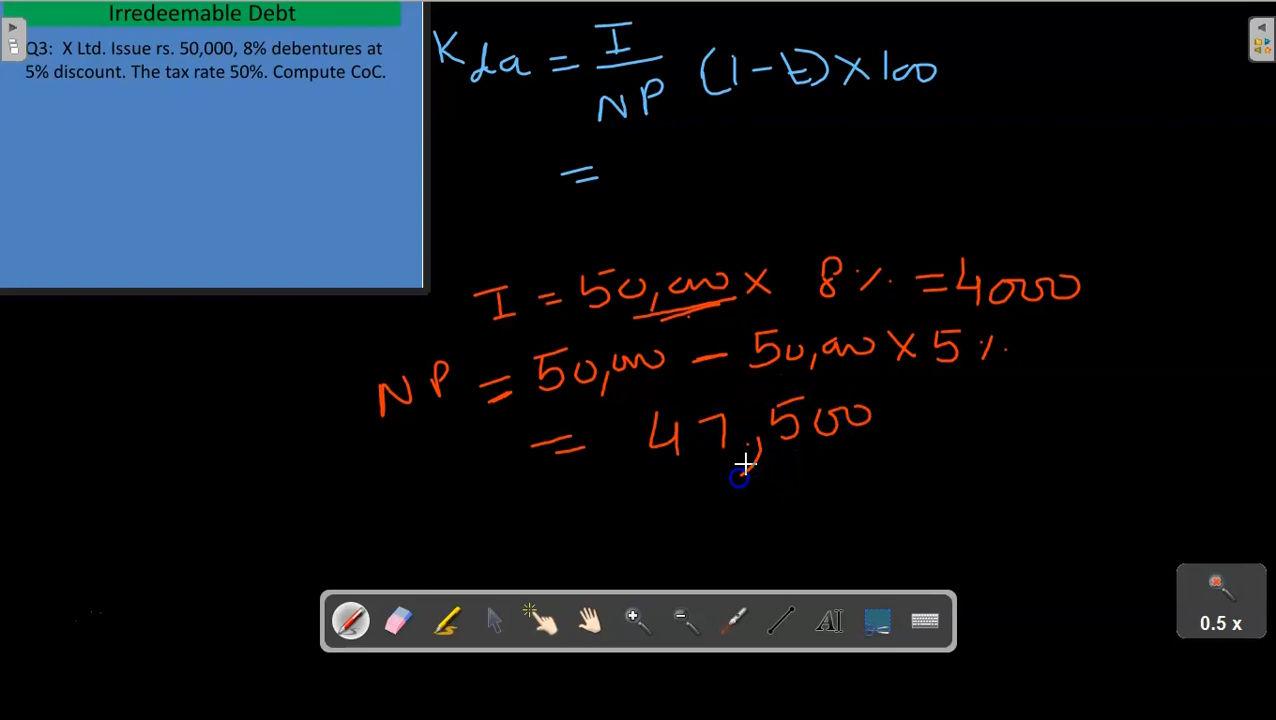 Irredeemable Debt
Q3: X Ltd. Issue rs. 50,000, 8% debentures at
5% discount. The tax rate 50%. Compute CoC.
Kda = I / NP (1-t) X 100
=
I = 50,000 X 8% = 4000
NP = 50,000 - 50,000 X 5%
= 47,500
0.5 x